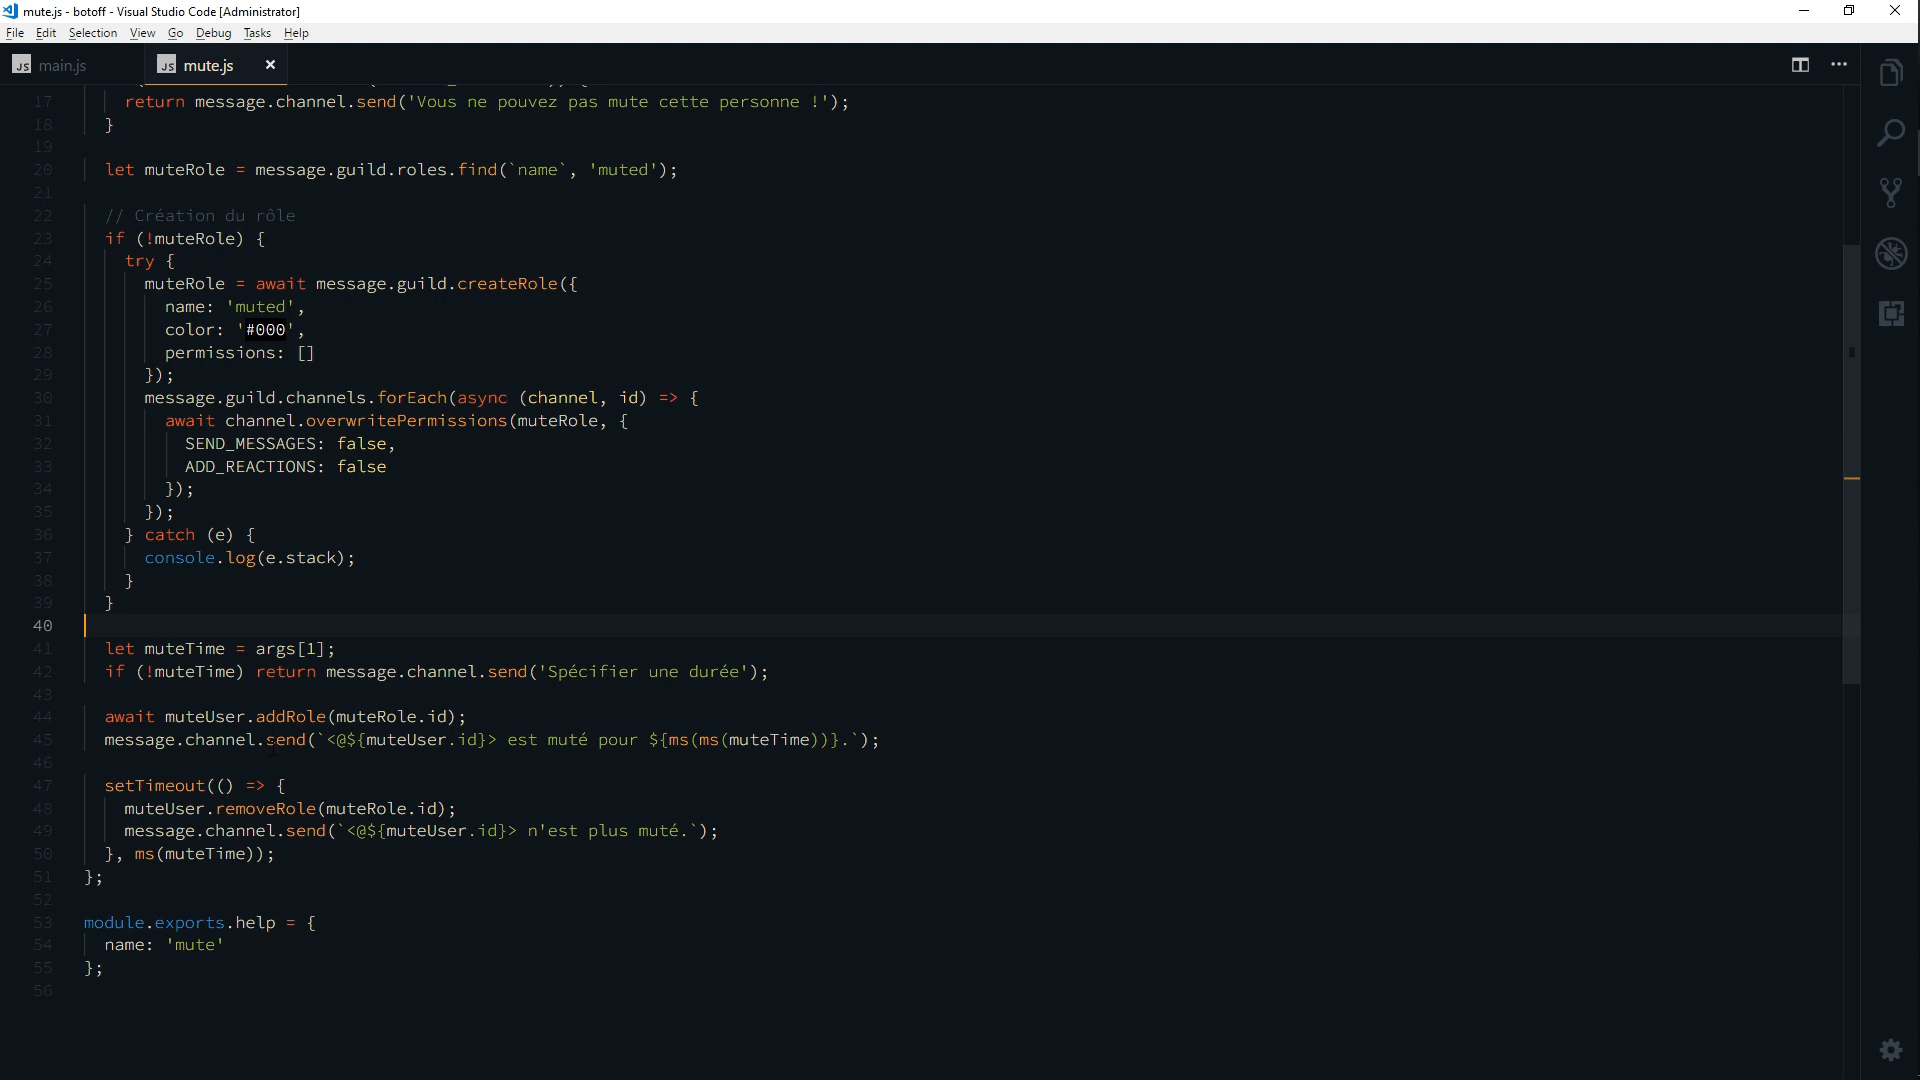 mute.js - botoff - Visual Studio Code [Administrator]
File Edit Selection View Go Debug Tasks Help
JS main.js JS mute.js
17 return message.channel.send('Vous ne pouvez pas mute cette personne !');
18 }
19
20 let muteRole = message.guild.roles.find(`name`, 'muted');
21
22 // Création du rôle
23 if (!muteRole) {
24 try {
25 muteRole = await message.guild.createRole({
26 name: 'muted',
27 color: '#000',
28 permissions: []
29 });
30 message.guild.channels.forEach(async (channel, id) => {
31 await channel.overwritePermissions(muteRole, {
32 SEND_MESSAGES: false,
33 ADD_REACTIONS: false
34 });
35 });
36 } catch (e) {
37 console.log(e.stack);
38 }
39 }
40
41 let muteTime = args[1];
42 if (!muteTime) return message.channel.send('Spécifier une durée');
43
44 await muteUser.addRole(muteRole.id);
45 message.channel.send(`<@${muteUser.id}> est muté pour ${ms(ms(muteTime))}.`);
46
47 setTimeout(() => {
48 muteUser.removeRole(muteRole.id);
49 message.channel.send(`<@${muteUser.id}> n'est plus muté.`);
50 }, ms(muteTime));
51 };
52
53 module.exports.help = {
54 name: 'mute'
55 };
56